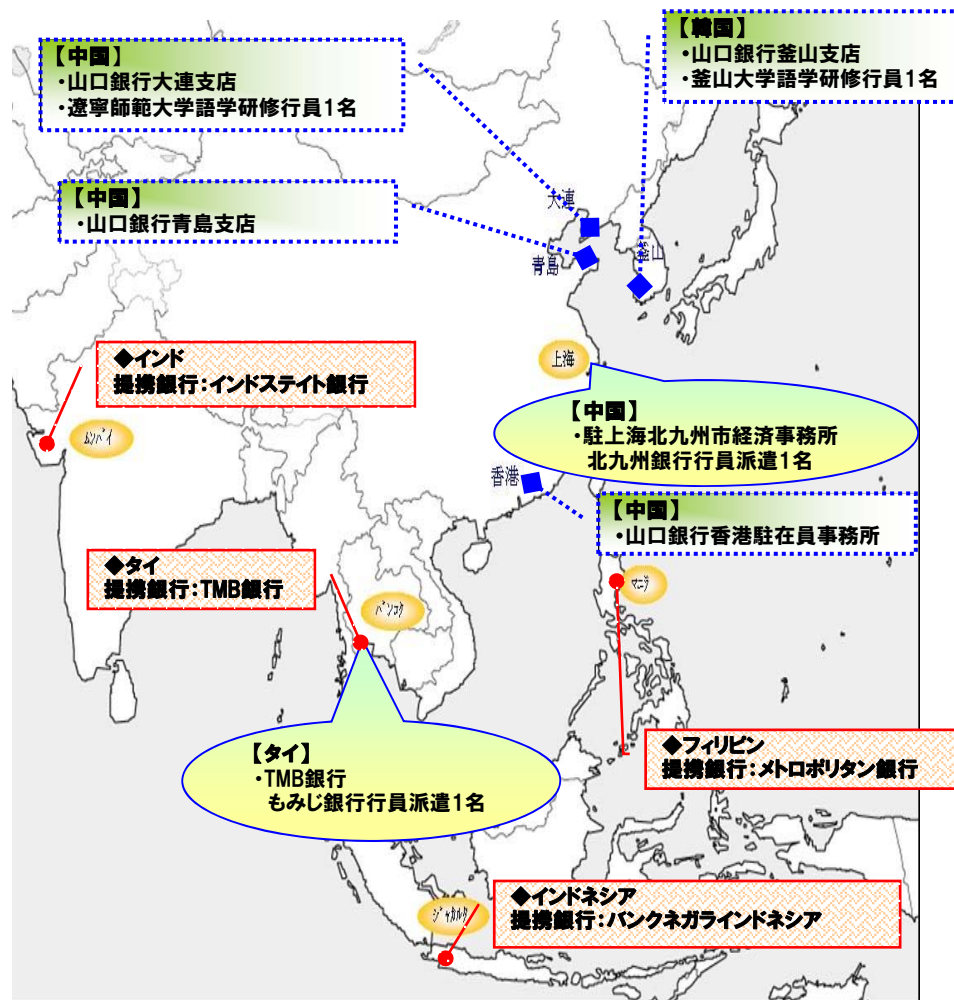 【中国】
・山口銀行大連支店
・遼寧師範大学語学研修行員1名
【韓国】
・山口銀行釜山支店
・釜山大学語学研修行員1名
【中国】
・山口銀行青島支店
大連
青島
釜山
上海
◆インド
提携銀行:インドステイト銀行
ムンバイ
【中国】
・駐上海北九州市経済事務所
北九州銀行行員派遣1名
香港
【中国】
・山口銀行香港駐在員事務所
◆タイ
提携銀行:TMB銀行
バンコク
マニラ
【タイ】
・TMB銀行
もみじ銀行行員派遣1名
◆フィリピン
提携銀行:メトロポリタン銀行
◆インドネシア
提携銀行:バンクネガラインドネシア
ジャカルタ